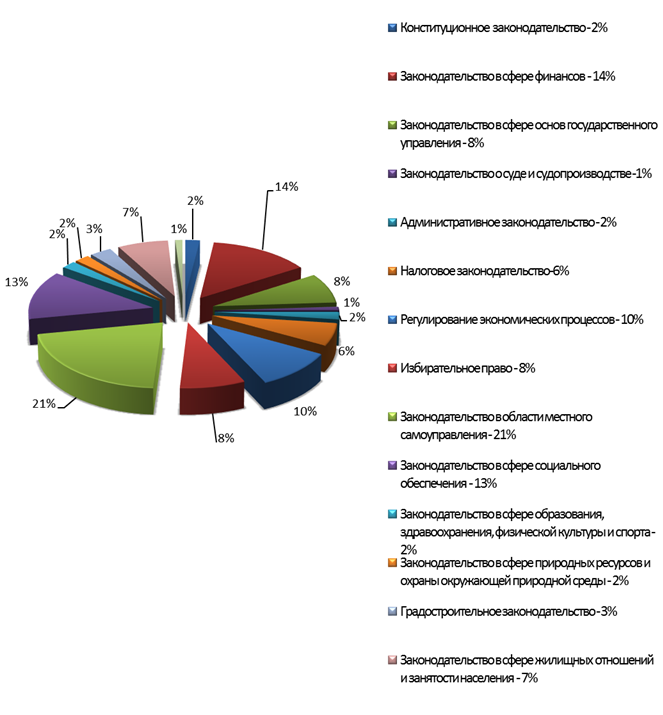 Конституционное законодательство - 2%
Законодательство в сфере финансов - 14%
Законодательство в сфере основ государственного
управления - 8%
Законодательство о суде и судопроизводстве -1%
Административное законодательство - 2%
Налоговое законодательство-6%
Регулирование экономических процессов - 10%
Избирательное право - 8%
Законодательство в области местного
самоуправления - 21%
Законодательство в сфере социального
обеспечения - 13%
Законодательство в сфере образования,
здравоохранения, физической культуры и спорта -
2%
Законодательство в сфере природных ресурсов и
охраны окружающей природной среды - 2%
Градостроительное законодательство - 3%
Законодательство в сфере жилищных отношений
и занятости населения - 7%
2%
14%
8%
1%
2%
6%
10%
8%
21%
13%
2%
2%
3%
7%
1%